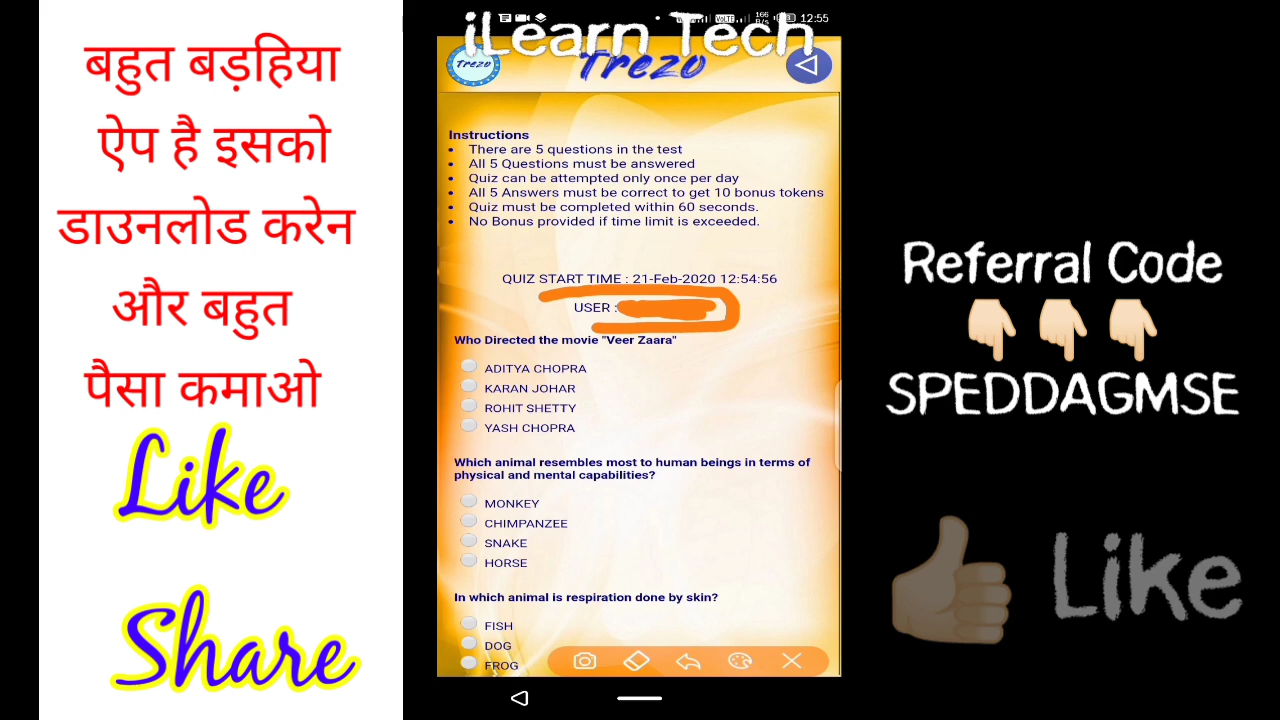 बहुत बड़हिया
ऐप है इसको
डाउनलोड करेन
और बहुत
पैसा कमाओ
Like
Share
166
B/s
12:55
iLearn Tech
Trezo
Trezo
Instructions
• There are 5 questions in the test
• All 5 Questions must be answered
• Quiz can be attempted only once per day
• All 5 Answers must be correct to get 10 bonus tokens
• Quiz must be completed within 60 seconds.
• No Bonus provided if time limit is exceeded.
QUIZ START TIME : 21-Feb-2020 12:54:56
USER :
Who Directed the movie "Veer Zaara"
ADITYA CHOPRA
KARAN JOHAR
ROHIT SHETTY
YASH CHOPRA
Which animal resembles most to human beings in terms of
physical and mental capabilities?
MONKEY
CHIMPANZEE
SNAKE
HORSE
In which animal is respiration done by skin?
FISH
DOG
FROG
Referral Code
SPEDDAGMSE
Like